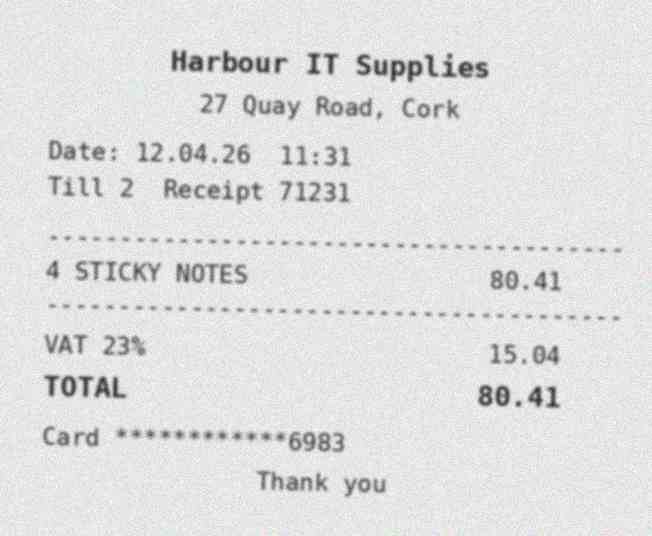 Harbour IT Supplies
27 Quay Road, Cork
Date: 12.04.26  11:31
Till 2  Receipt 71231
----------------------------------------
4 STICKY NOTES 80.41
----------------------------------------
VAT 23% 15.04
TOTAL 80.41
Card ************6983
Thank you